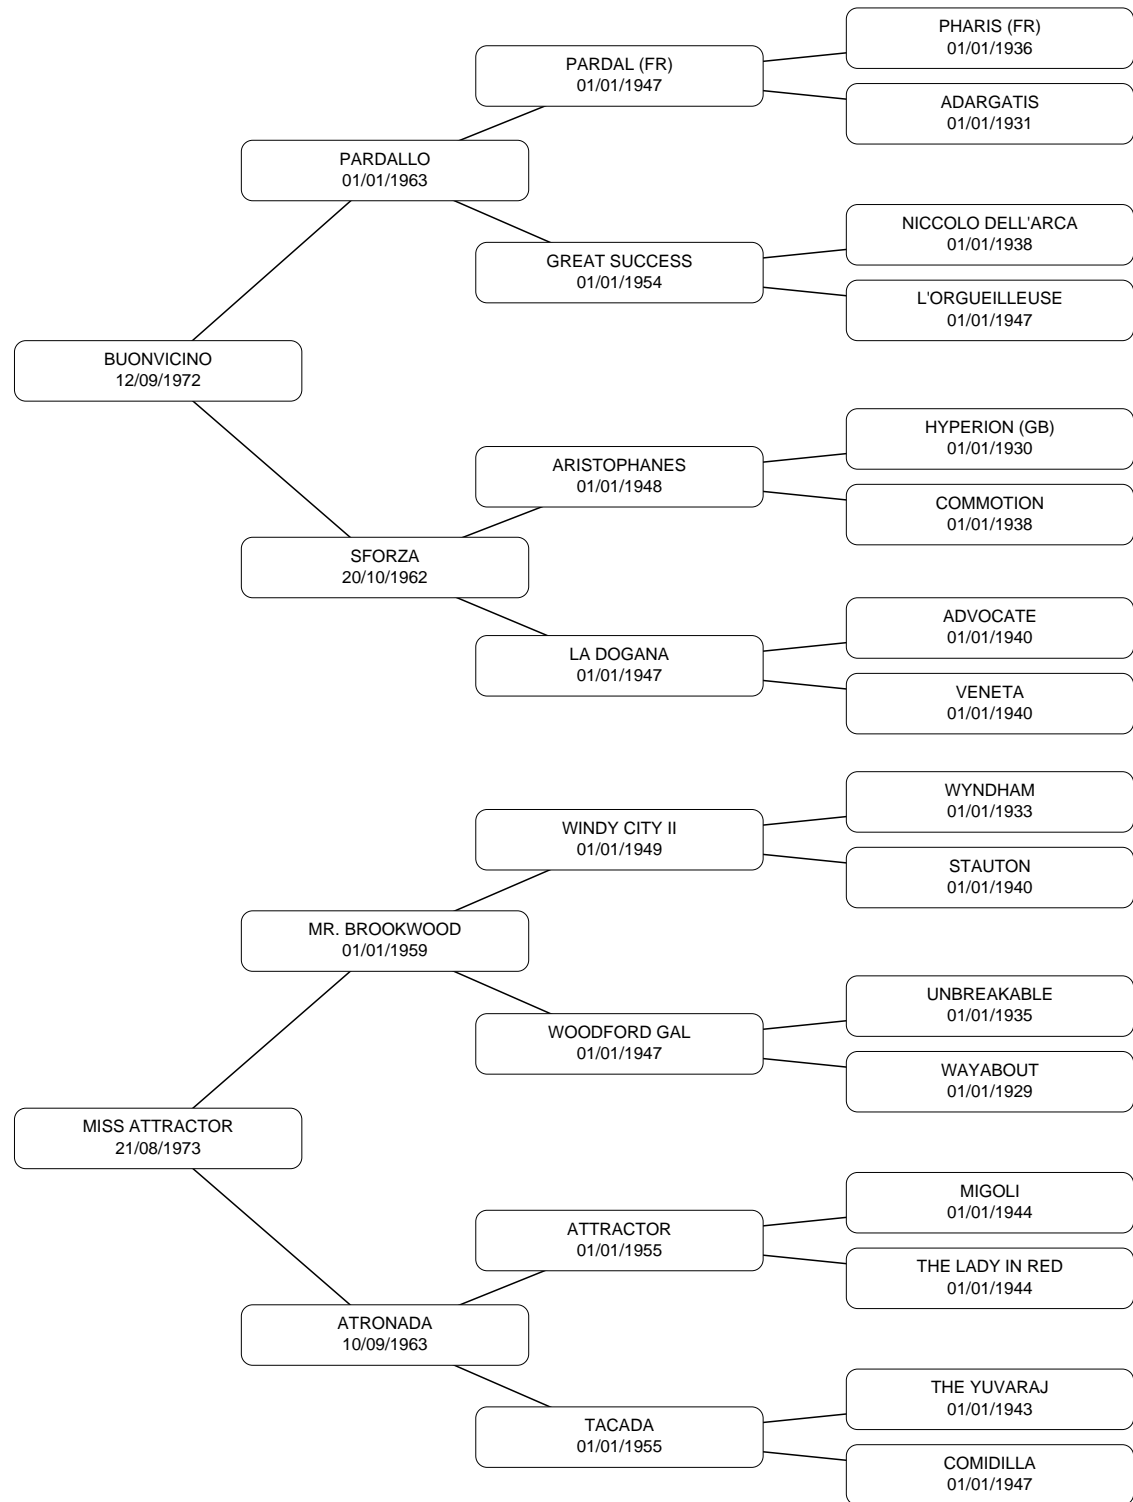 PHARIS (FR)
01/01/1936
PARDAL (FR)
01/01/1947
ADARGATIS
01/01/1931
PARDALLO
01/01/1963
NICCOLO DELL'ARCA
01/01/1938
GREAT SUCCESS
01/01/1954
L'ORGUEILLEUSE
01/01/1947
BUONVICINO
12/09/1972
HYPERION (GB)
01/01/1930
ARISTOPHANES
01/01/1948
COMMOTION
01/01/1938
SFORZA
20/10/1962
ADVOCATE
01/01/1940
LA DOGANA
01/01/1947
VENETA
01/01/1940
WYNDHAM
01/01/1933
WINDY CITY II
01/01/1949
STAUTON
01/01/1940
MR. BROOKWOOD
01/01/1959
UNBREAKABLE
01/01/1935
WOODFORD GAL
01/01/1947
WAYABOUT
01/01/1929
MISS ATTRACTOR
21/08/1973
MIGOLI
01/01/1944
ATTRACTOR
01/01/1955
THE LADY IN RED
01/01/1944
ATRONADA
10/09/1963
THE YUVARAJ
01/01/1943
TACADA
01/01/1955
COMIDILLA
01/01/1947